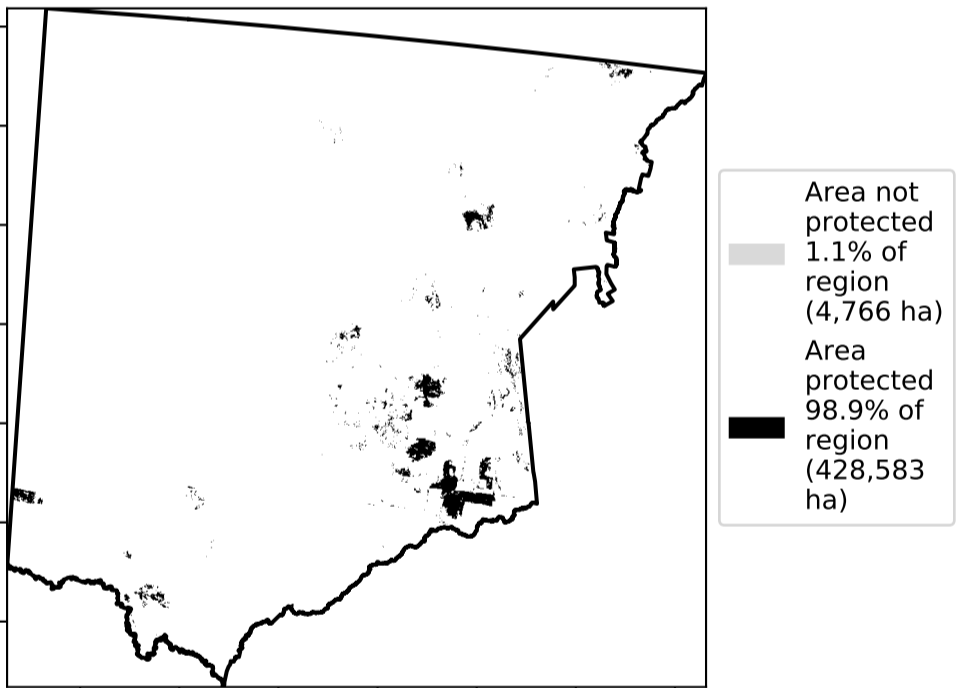 Area not
protected
1.1% of
region
(4,766 ha)
Area
protected
98.9% of
region
(428,583
ha)